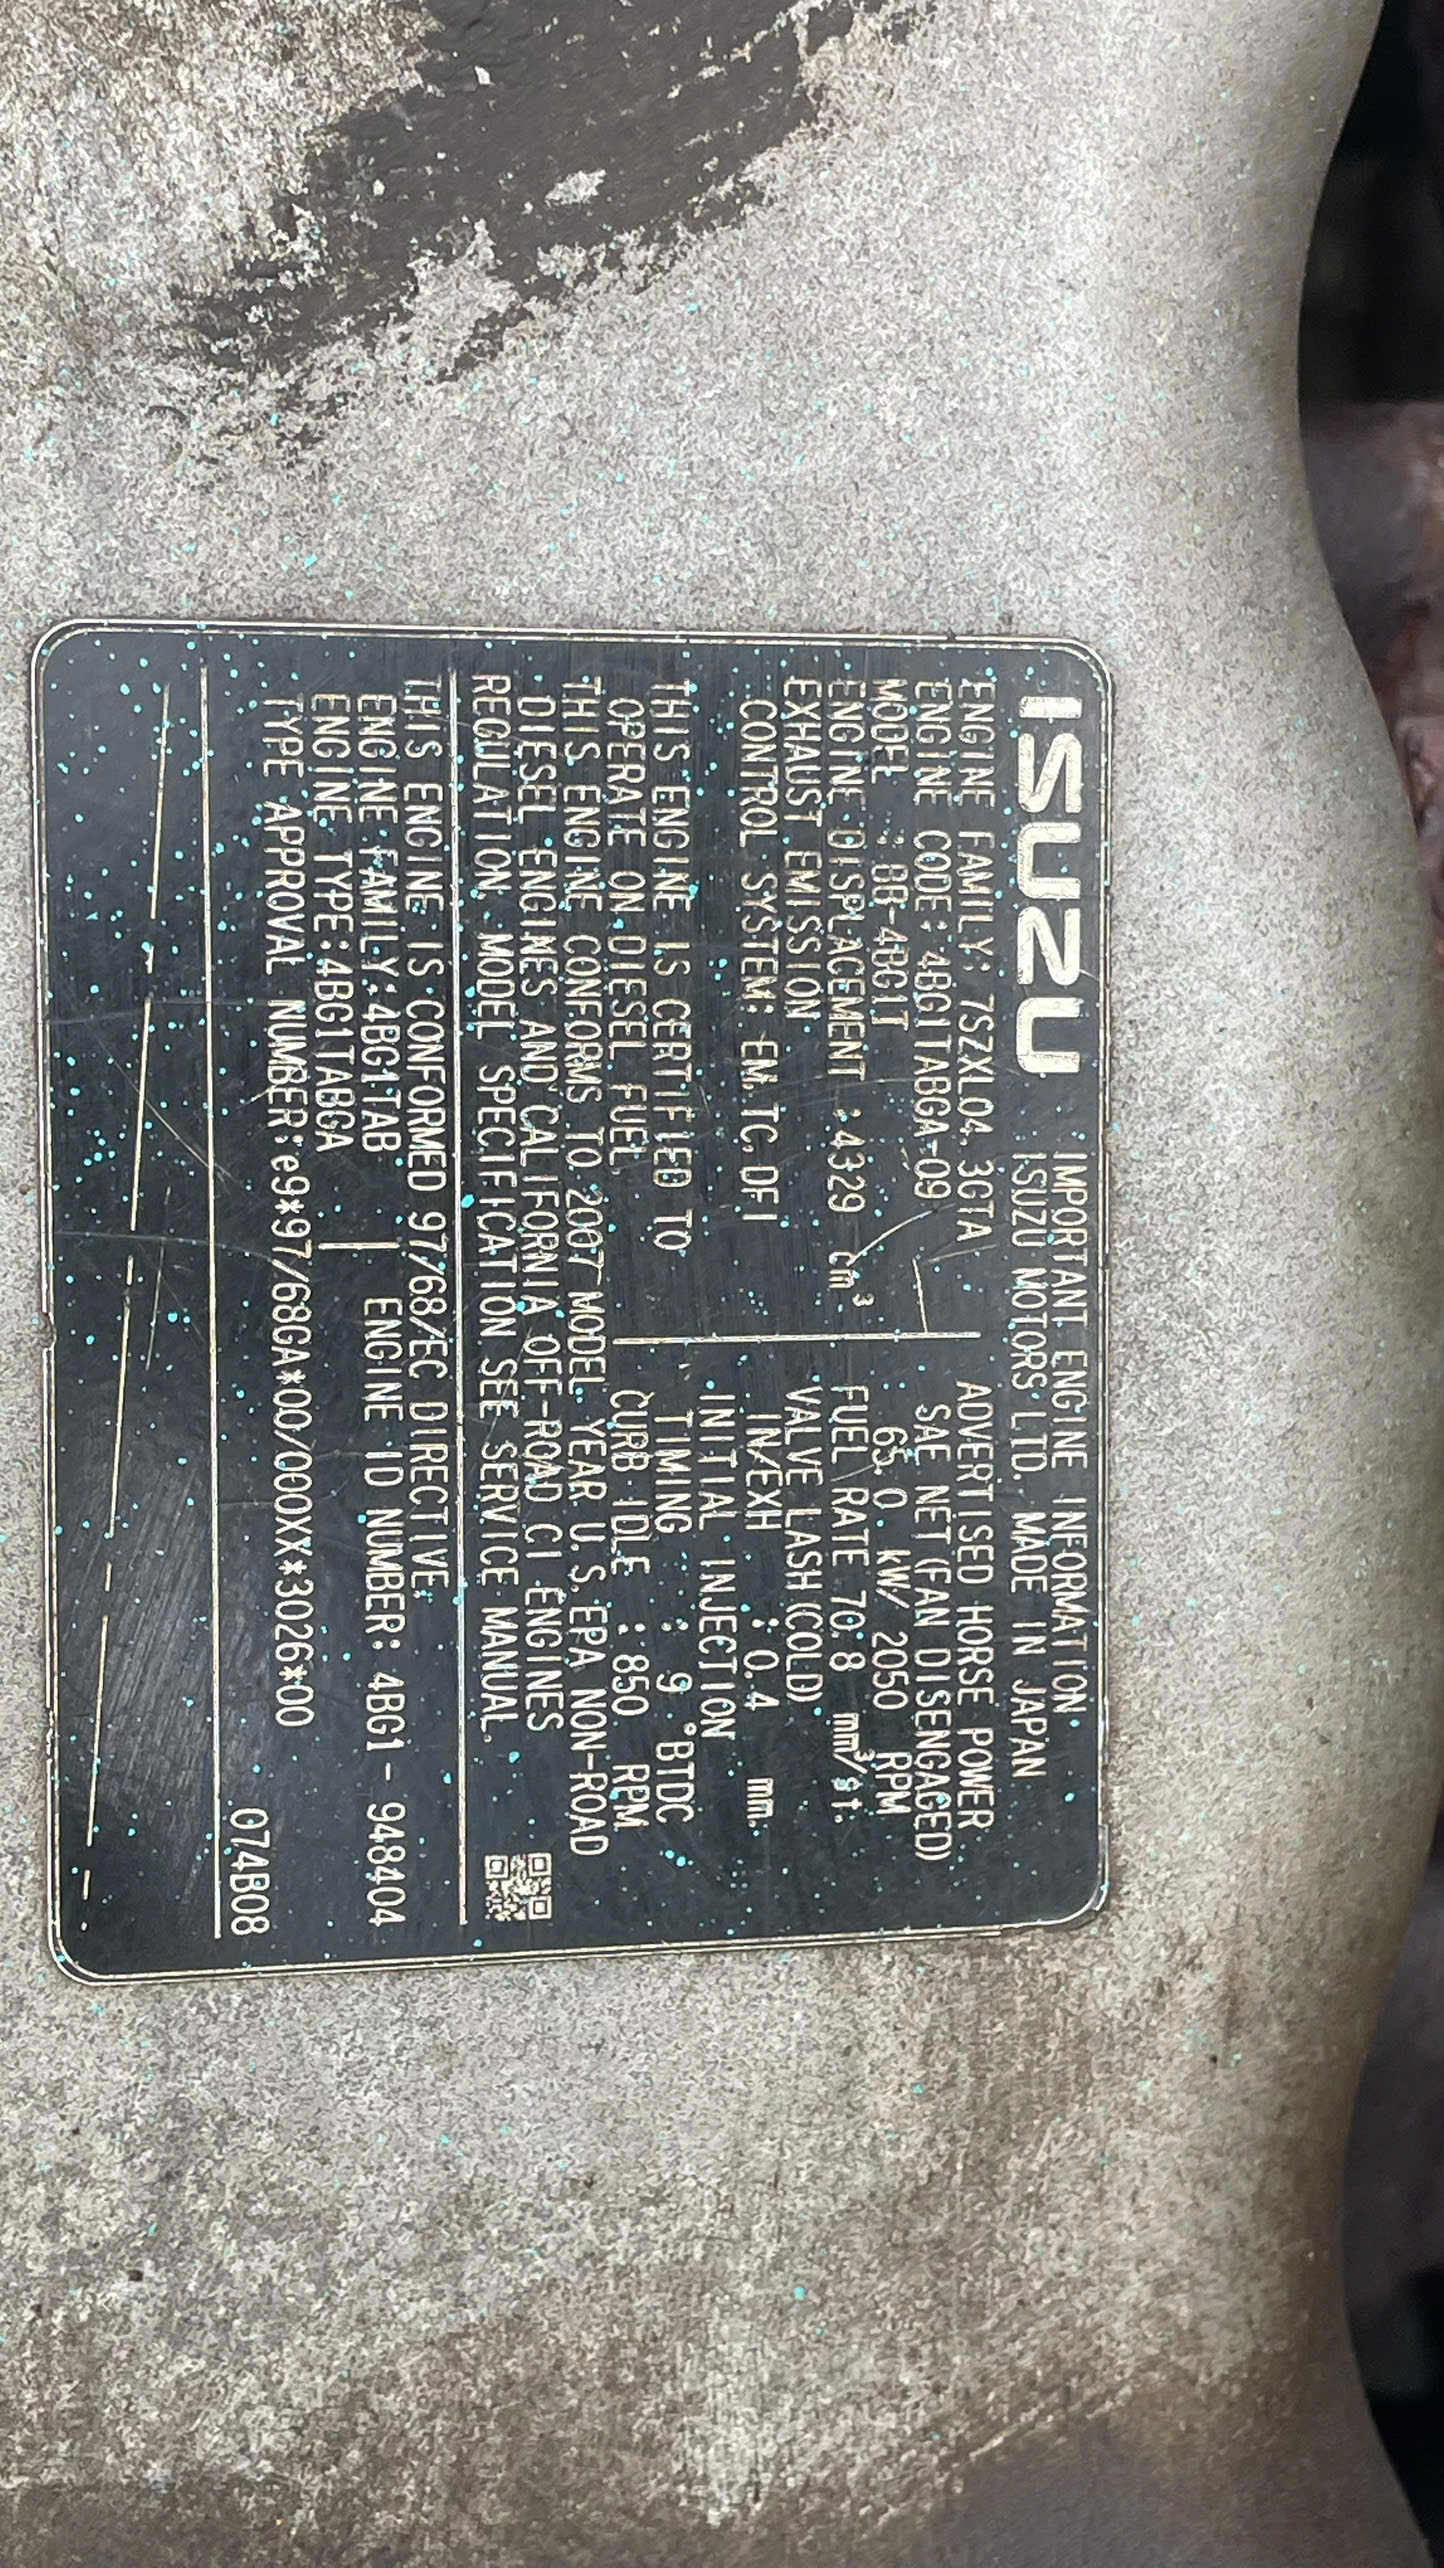 ISUZU
IMPORTANT ENGINE INFORMATION
ISUZU MOTORS LTD. MADE IN JAPAN
ENGINE FAMILY: 7SZXL04.3GTA
ENGINE CODE: 4BG1TABGA-09
MODEL :BB-4BG1T
ENGINE DISPLACEMENT :4329 cm³
EXHAUST EMISSION
CONTROL SYSTEM: EM,TC,DFI
THIS ENGINE IS CERTIFIED TO
OPERATE ON DIESEL FUEL
ADVERTISED HORSE POWER
SAE NET (FAN DISENGAGED)
63.0 kW/ 2050 RPM
FUEL RATE 70.8 mm³/st.
VALVE LASH(COLD)
IN/EXH : 0.4 mm.
INITIAL INJECTION
TIMING : 9 °BTDC
CURB IDLE : 850 RPM
THIS ENGINE CONFORMS TO 2007 MODEL YEAR U.S.EPA NON-ROAD
DIESEL ENGINES AND CALIFORNIA OFF-ROAD CI ENGINES
REGULATION. MODEL SPECIFICATION SEE SERVICE MANUAL.
THIS ENGINE IS CONFORMED 97/68/EC DIRECTIVE.
ENGINE FAMILY:4BG1TAB
ENGINE TYPE:4BG1TABGA
ENGINE ID NUMBER: 4BG1 - 948404
TYPE APPROVAL NUMBER:e9*97/68GA*00/000XX*3026*00
074B08